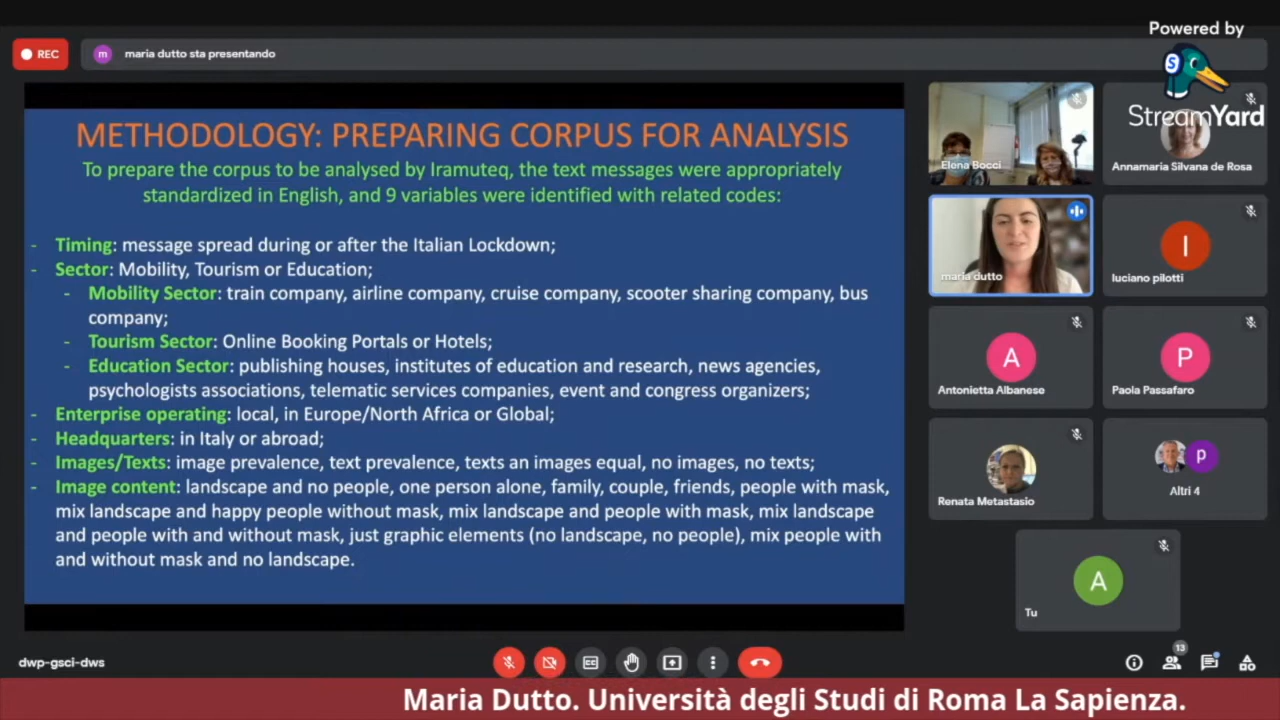 Powered by
StreamYard
REC
m
maria dutto sta presentando
METHODOLOGY: PREPARING CORPUS FOR ANALYSIS
To prepare the corpus to be analysed by Iramuteq, the text messages were appropriately
standardized in English, and 9 variables were identified with related codes:
- Timing: message spread during or after the Italian Lockdown;
- Sector: Mobility, Tourism or Education;
- Mobility Sector: train company, airline company, cruise company, scooter sharing company, bus
company;
- Tourism Sector: Online Booking Portals or Hotels;
- Education Sector: publishing houses, institutes of education and research, news agencies,
psychologists associations, telematic services companies, event and congress organizers;
- Enterprise operating: local, in Europe/North Africa or Global;
- Headquarters: in Italy or abroad;
- Images/Texts: image prevalence, text prevalence, texts an images equal, no images, no texts;
- Image content: landscape and no people, one person alone, family, couple, friends, people with mask,
mix landscape and happy people without mask, mix landscape and people with mask, mix landscape
and people with and without mask, just graphic elements (no landscape, no people), mix people with
and without mask and no landscape.
Elena Bocci
Annamaria Silvana de Rosa
maria dutto
I
luciano pilotti
A
Antonietta Albanese
P
Paola Passafaro
Renata Metastasio
p
Altri 4
A
Tu
dwp-gsci-dws
CC
13
Maria Dutto. Università degli Studi di Roma La Sapienza.